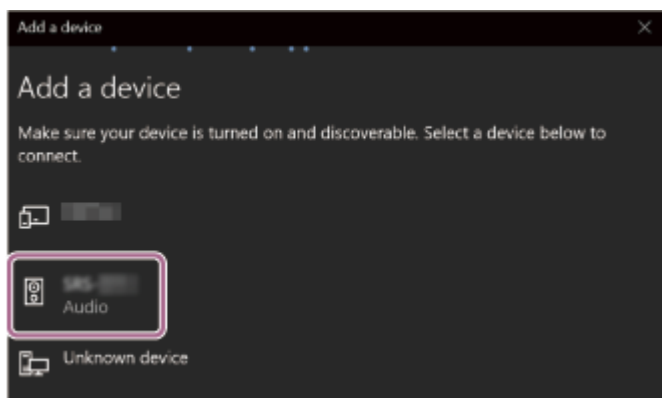 Add a device
Add a device
Make sure your device is turned on and discoverable. Select a device below to
connect.
SRS-
Audio
Unknown device